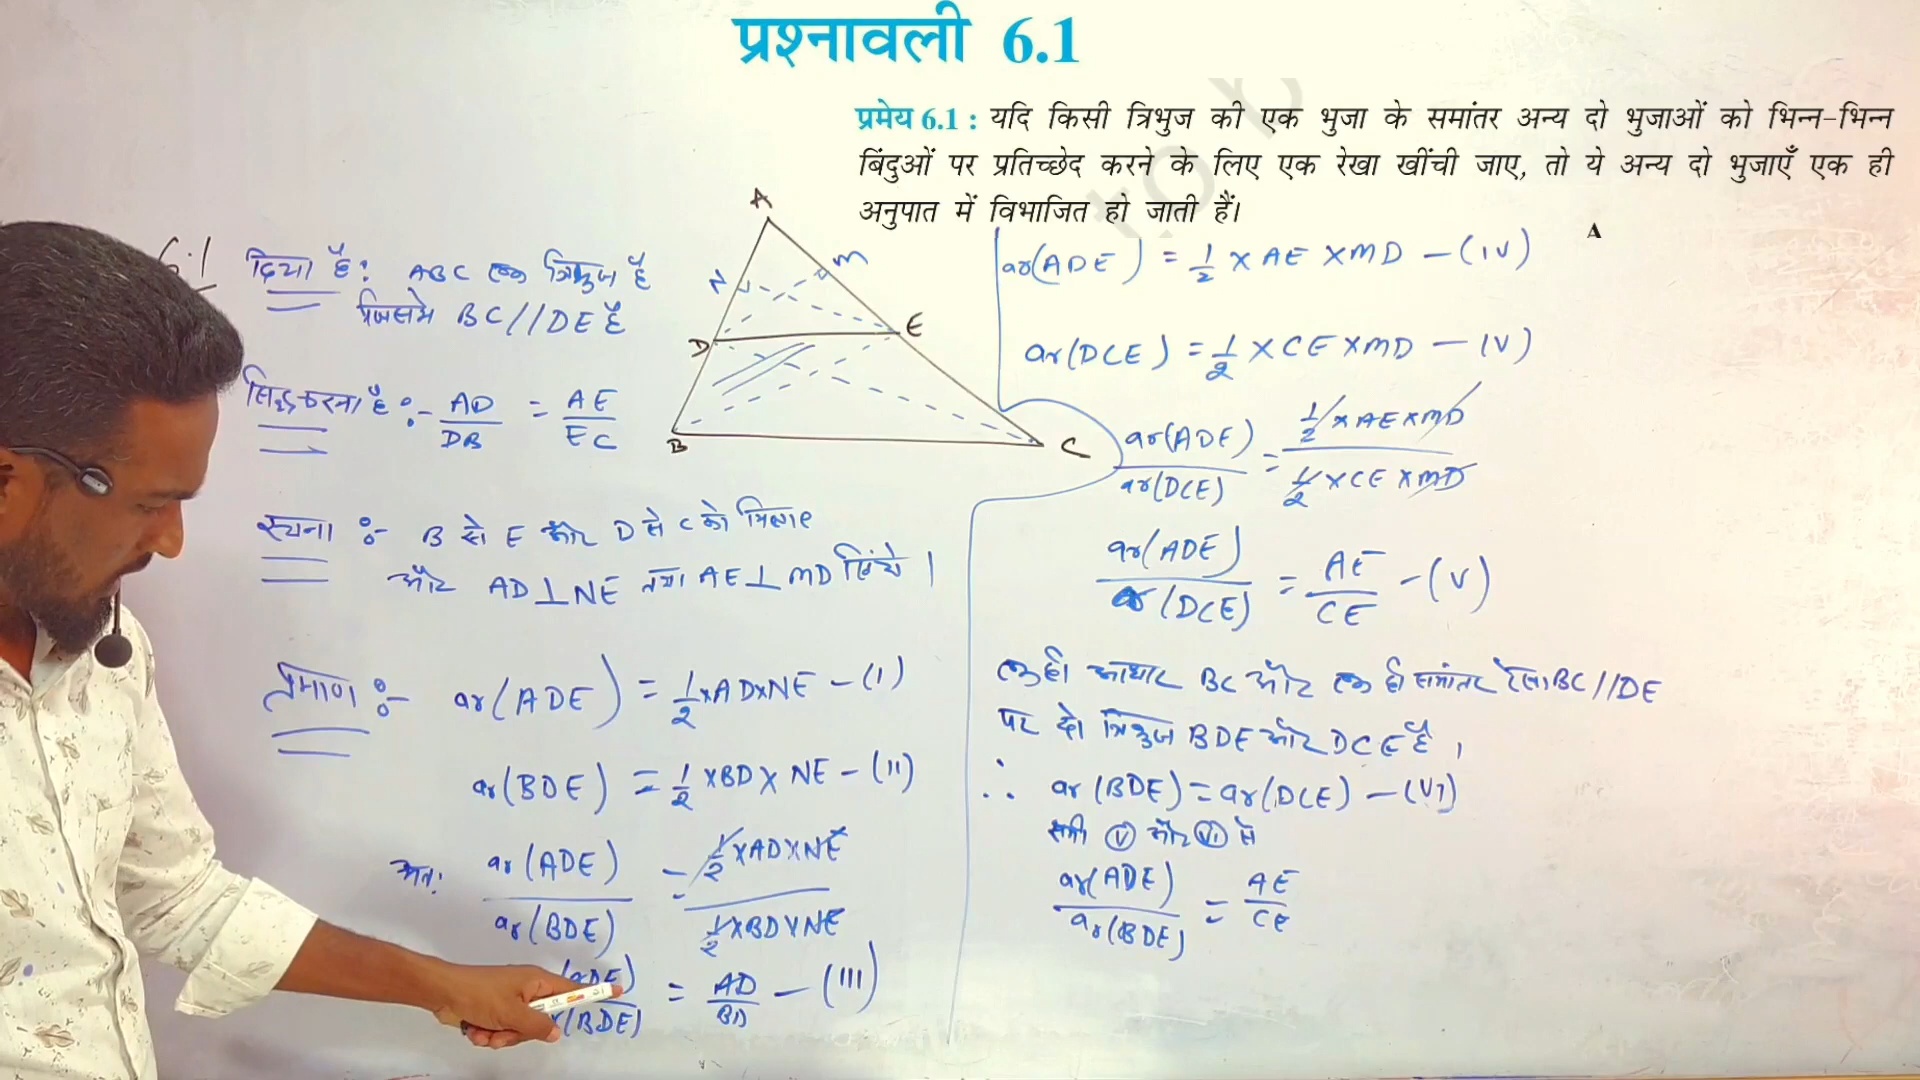 प्रश्नावली 6.1
प्रमेय 6.1 : यदि किसी त्रिभुज की एक भुजा के समांतर अन्य दो भुजाओं को भिन्न-भिन्न
बिंदुओं पर प्रतिच्छेद करने के लिए एक रेखा खींची जाए, तो ये अन्य दो भुजाएँ एक ही
अनुपात में विभाजित हो जाती हैं।
A
6.1
दिया है : ABC एक त्रिभुज है
जिसमे BC//DE है
सिद्ध करना है :- AD/DB = AE/EC
रचना :- B से E और D से C को मिलाए
और AD⊥NE तथा AE⊥MD खिंचे।
प्रमाण :- ar(ADE) = 1/2×AD×NE – (I)
ar(BDE) = 1/2×BD×NE – (II)
अतः ar(ADE)/ar(BDE) = 1/2×AD×NE / 1/2×BD×NE
(ADE)/r(BDE) = AD/BD – (III)
A
N
M
D
E
B
C
ar(ADE) = 1/2 × AE × MD – (IV)
ar(DCE) = 1/2 × CE × MD – (V)
ar(ADE)/ar(DCE) = 1/2×AE×MD / 1/2×CE×MD
ar(ADE)/ar(DCE) = AE/CE – (V)
एक ही आधार BC और एक ही समांतर रेखा BC//DE
पर दो त्रिभुज BDE और DCE है।
∴ ar(BDE) = ar(DCE) – (VI)
समी (V) और (VI) से
ar(ADE)/ar(BDE) = AE/CE